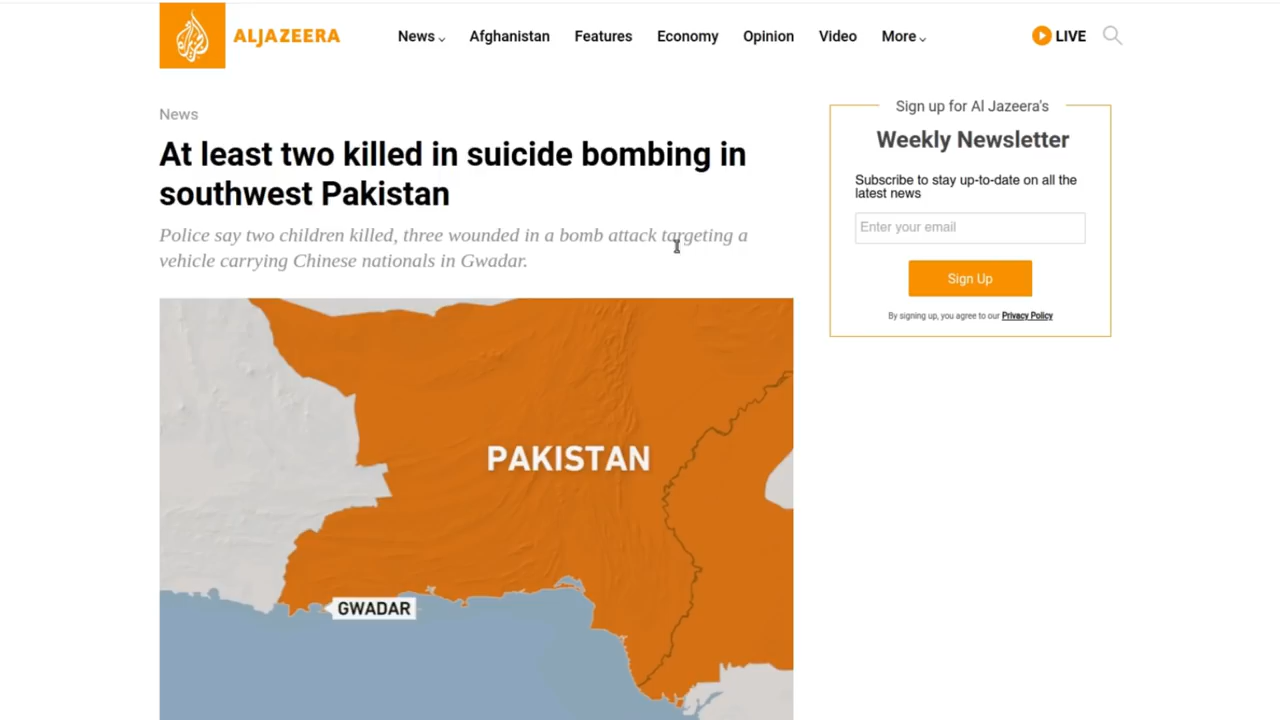 ALJAZEERA
News Afghanistan Features Economy Opinion Video More LIVE
News
At least two killed in suicide bombing in
southwest Pakistan
Police say two children killed, three wounded in a bomb attack targeting a
vehicle carrying Chinese nationals in Gwadar.
Sign up for Al Jazeera's
Weekly Newsletter
Subscribe to stay up-to-date on all the
latest news
Enter your email
Sign Up
By signing up, you agree to our Privacy Policy
PAKISTAN
GWADAR